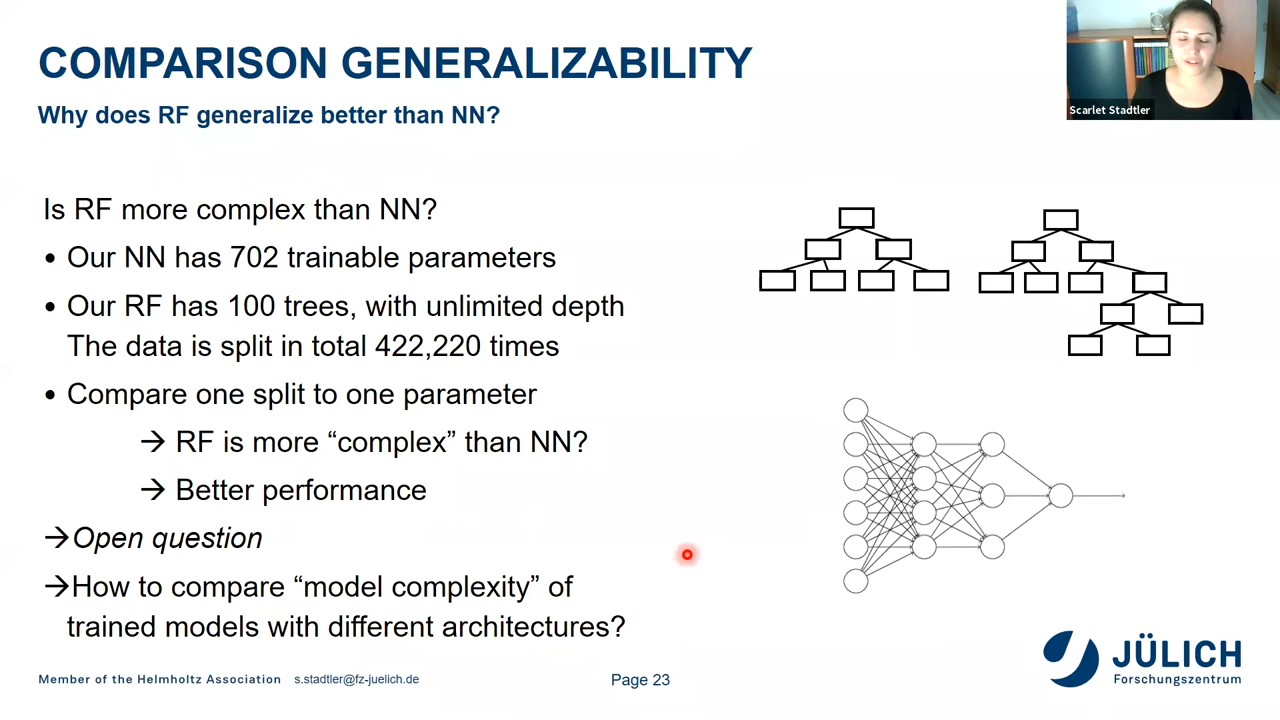 COMPARISON GENERALIZABILITY
Why does RF generalize better than NN?
Scarlet Stadtler
Is RF more complex than NN?
• Our NN has 702 trainable parameters
• Our RF has 100 trees, with unlimited depth
The data is split in total 422,220 times
• Compare one split to one parameter
→ RF is more “complex” than NN?
→ Better performance
→Open question
→How to compare “model complexity” of
trained models with different architectures?
Member of the Helmholtz Association s.stadtler@fz-juelich.de
Page 23
JÜLICH
Forschungszentrum